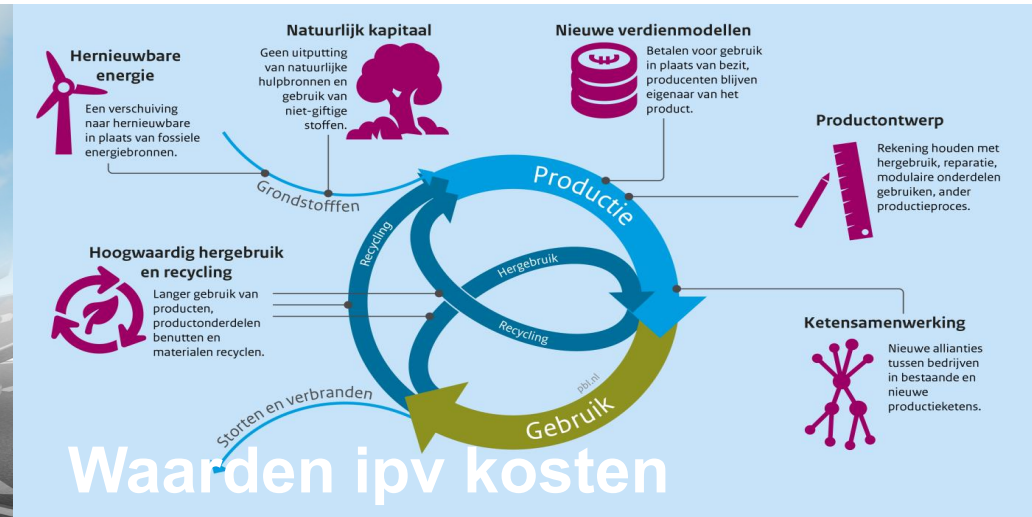 Natuurlijk kapitaal
Geen uitputting
van natuurlijke
hulpbronnen en
gebruik van
niet-giftige
stoffen.
Nieuwe verdienmodellen
Betalen voor gebruik
in plaats van bezit,
producenten blijven
eigenaar van het
product.
Hernieuwbare
energie
Een verschuiving
naar hernieuwbare
in plaats van fossiele
energiebronnen.
Productontwerp
Rekening houden met
hergebruik, reparatie,
modulaire onderdelen
gebruiken, ander
productieproces.
Grondstofffen
Productie
Recycling
Hergebruik
Recycling
Hoogwaardig hergebruik
en recycling
Langer gebruik van
producten,
productonderdelen
benutten en
materialen recyclen.
Ketensamenwerking
Nieuwe allianties
tussen bedrijven
in bestaande en
nieuwe
productieketens.
pbl.nl
Gebruik
Storten en verbranden
Waarden ipv kosten